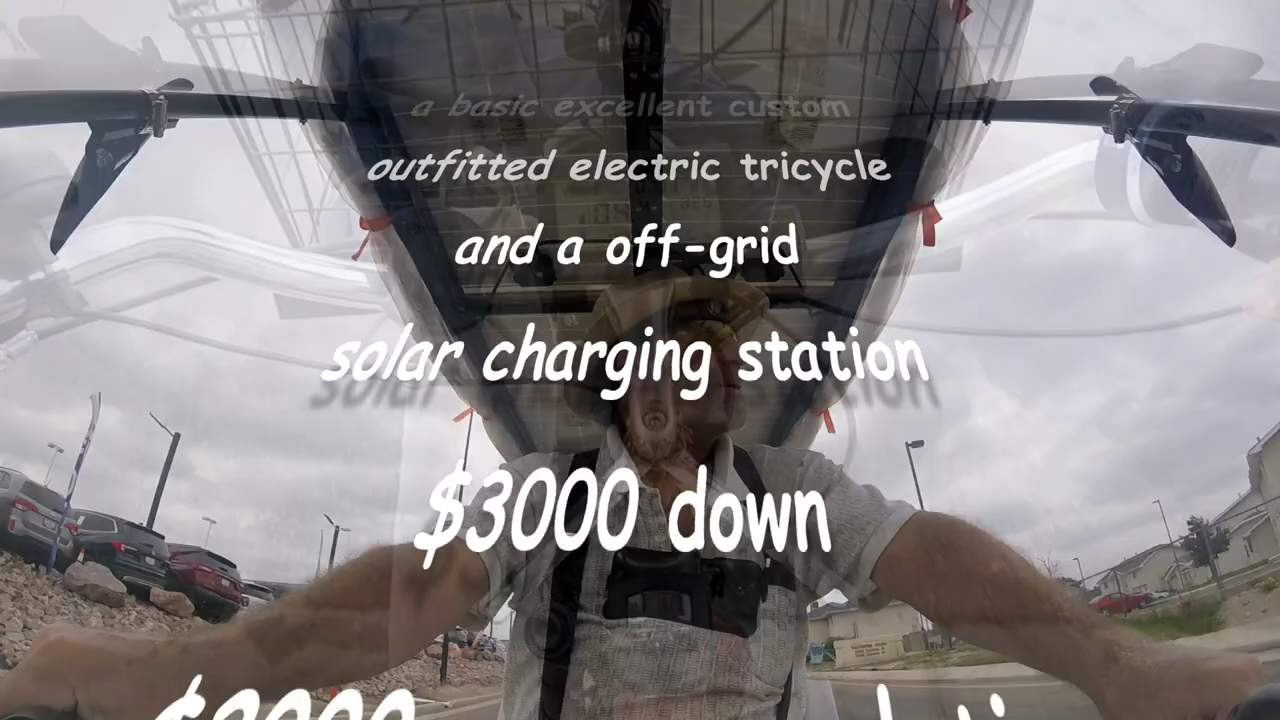 a basic excellent custom
outfitted electric tricycle
and a off-grid
solar charging station
$3000 down